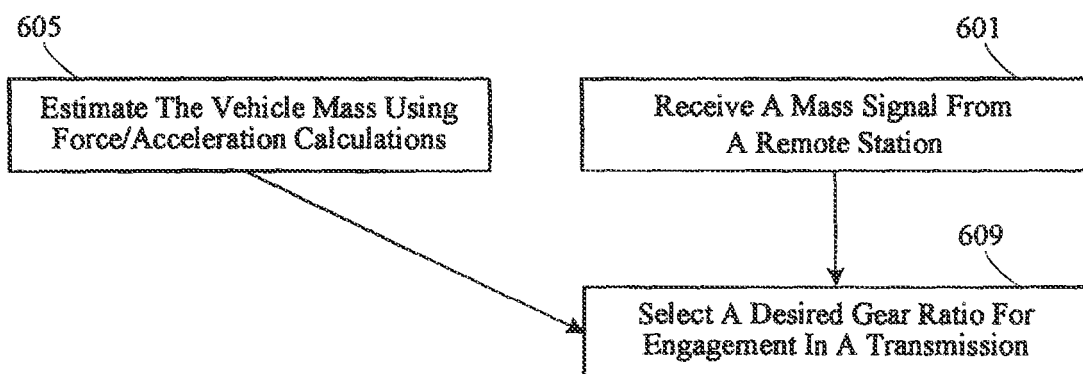 605
Estimate The Vehicle Mass Using
Force/Acceleration Calculations
601
Receive A Mass Signal From
A Remote Station
609
Select A Desired Gear Ratio For
Engagement In A Transmission